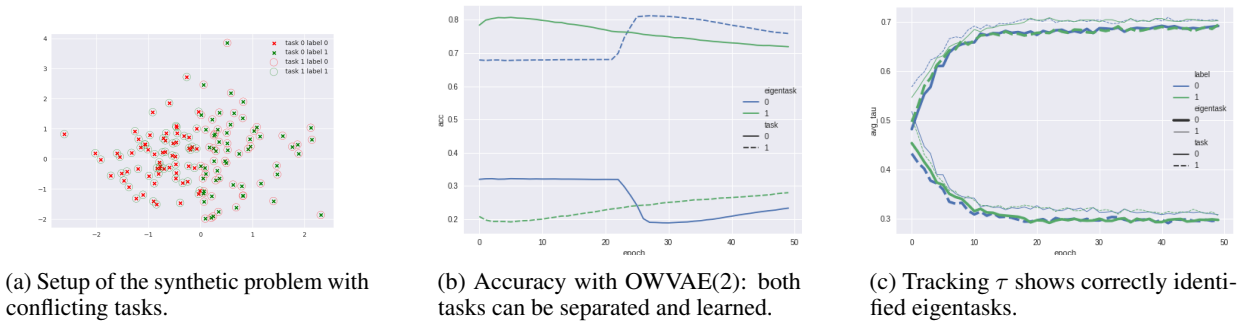 4
3
2
1
0
−1
−2
−2
−1
0
1
2
task 0 label 0
task 0 label 1
task 1 label 0
task 1 label 1
0.8
0.7
0.6
0.5
0.4
0.3
0.2
acc
0 10 20 30 40 50
epoch
eigentask
0
1
task
0
1
0.7
0.6
0.5
0.4
0.3
avg_tau
0 10 20 30 40 50
epoch
label
0
1
eigentask
0
1
task
0
1
(a) Setup of the synthetic problem with
conflicting tasks.
(b) Accuracy with OWVAE(2): both
tasks can be separated and learned.
(c) Tracking τ shows correctly identi-
fied eigentasks.